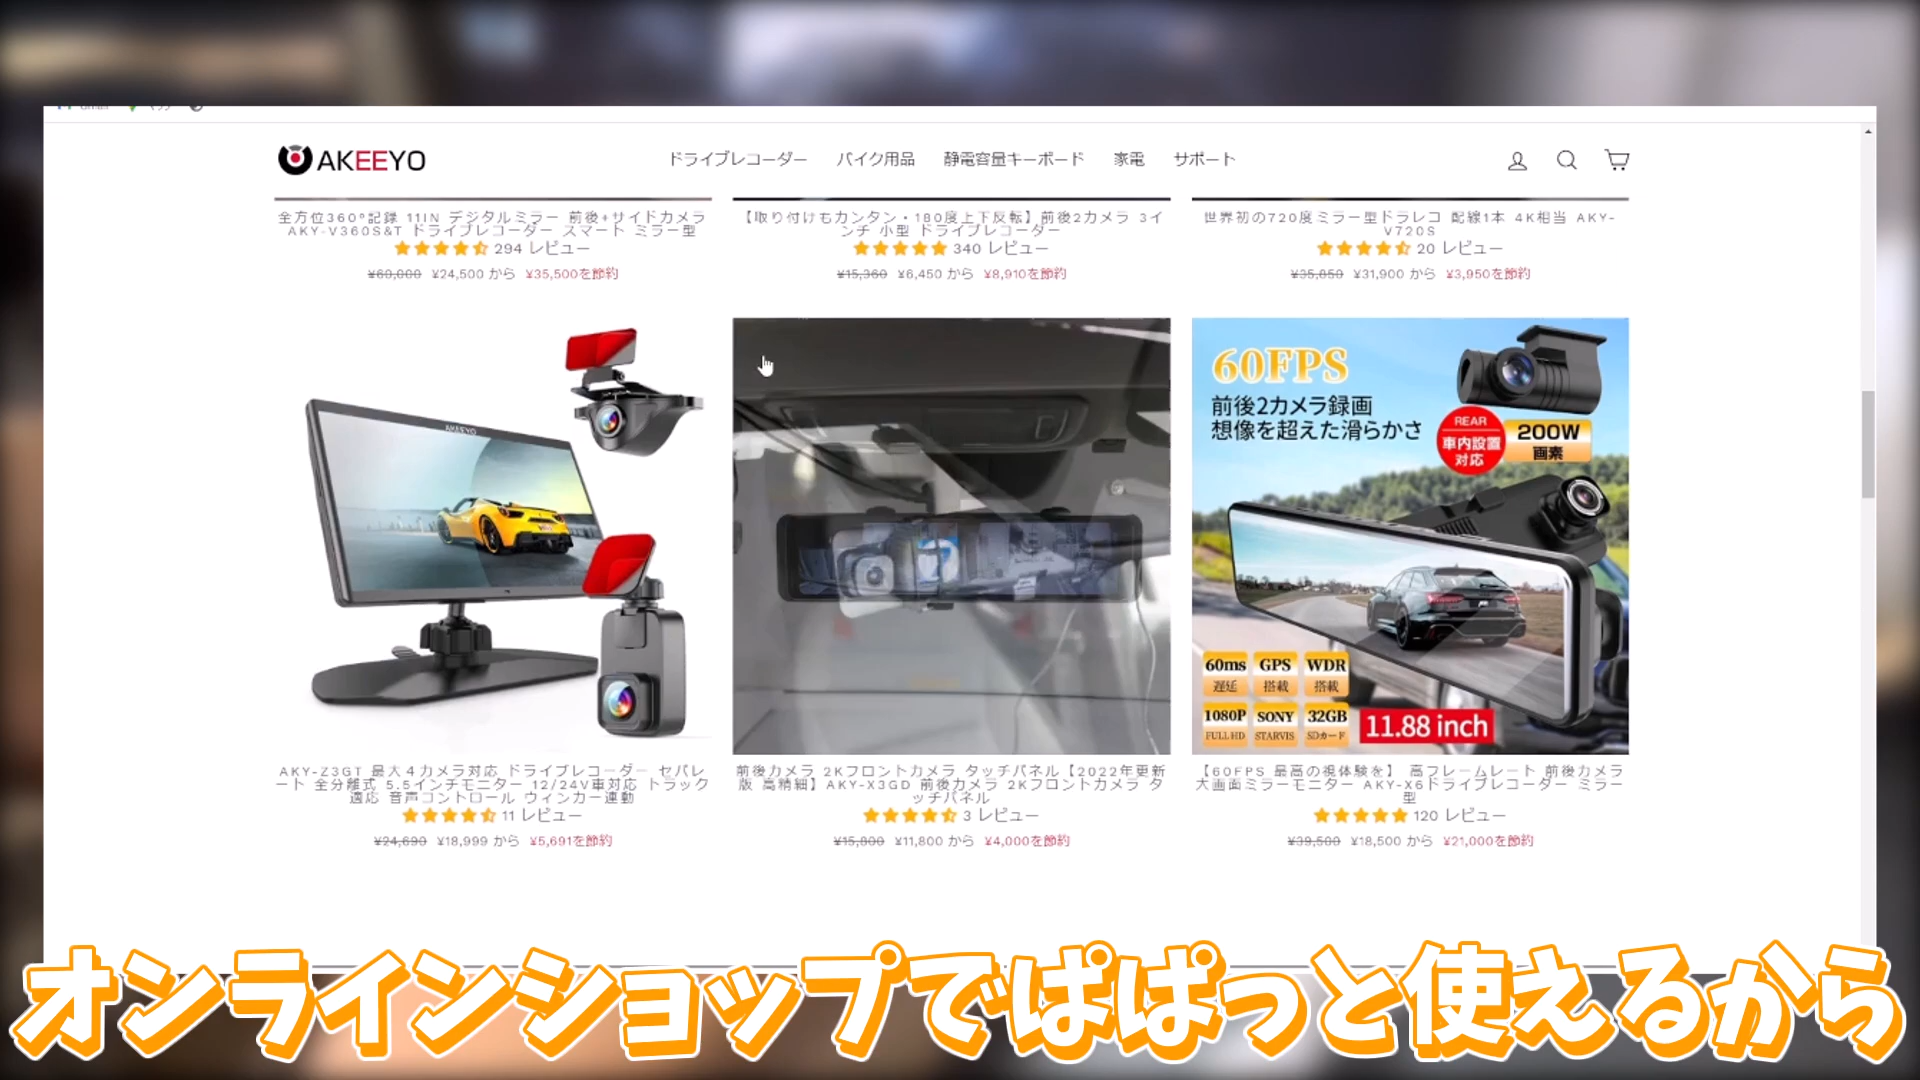 AKEEYO
ドライブレコーダー バイク用品 静電容量キーボード 家電 サポート
全方位360°記録 11IN デジタルミラー 前後+サイドカメラ
AKY-V360S&T ドライブレコーダー スマート ミラー型
294 レビュー
¥60,000 ¥24,500 から ¥35,500を節約
【取り付けもカンタン・180度上下反転】前後2カメラ 3イ
ンチ 小型 ドライブレコーダー
340 レビュー
¥15,360 ¥6,450 から ¥8,910を節約
世界初の720度ミラー型ドラレコ 配線1本 4K相当 AKY-
V720S
20 レビュー
¥35,850 ¥31,900 から ¥3,950を節約
AKEEYO
60FPS
前後2カメラ録画
想像を超えた滑らかさ
REAR
車内設置
対応
200W
画素
60ms
遅延
GPS
搭載
WDR
搭載
1080P
FULL HD
SONY
STARVIS
32GB
SDカード
11.88 inch
AKY-Z3GT 最大4カメラ対応 ドライブレコーダー セパレ
ート 全分離式 5.5インチモニター 12/24V車対応 トラック
適応 音声コントロール ウィンカー連動
11 レビュー
¥24,690 ¥18,999 から ¥5,691を節約
前後カメラ 2Kフロントカメラ タッチパネル【2022年更新
版 高精細】AKY-X3GD 前後カメラ 2Kフロントカメラ タ
ッチパネル
3 レビュー
¥15,800 ¥11,800 から ¥4,000を節約
【60FPS 最高の視体験を】 高フレームレート 前後カメラ
大画面ミラーモニター AKY-X6ドライブレコーダー ミラー
型
120 レビュー
¥39,500 ¥18,500 から ¥21,000を節約
オンラインショップでぱぱっと使えるから